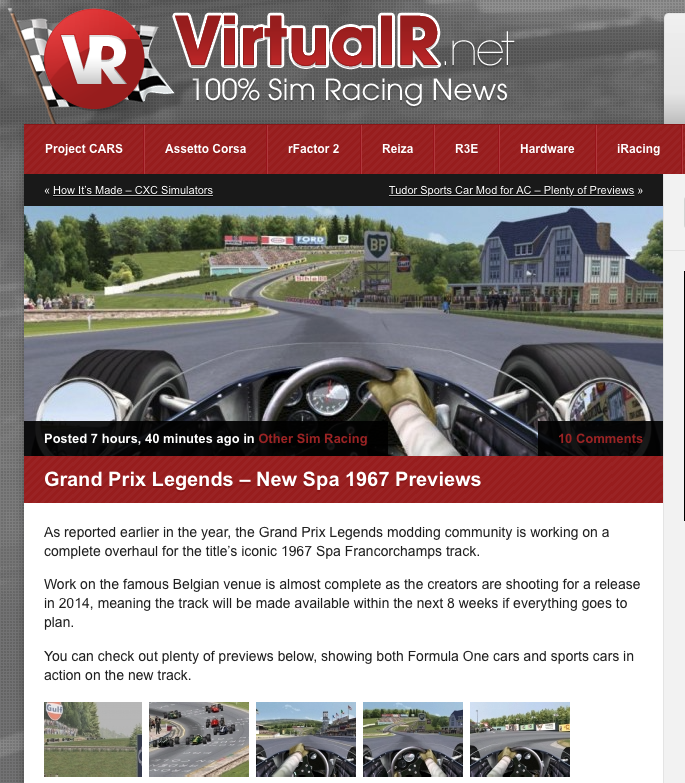 VR
VirtualR.net
100% Sim Racing News
Project CARS
Assetto Corsa
rFactor 2
Reiza
R3E
Hardware
iRacing
« How It's Made – CXC Simulators
Tudor Sports Car Mod for AC – Plenty of Previews »
FORD
BP
BP
Posted 7 hours, 40 minutes ago in Other Sim Racing
10 Comments
Grand Prix Legends – New Spa 1967 Previews
As reported earlier in the year, the Grand Prix Legends modding community is working on a
complete overhaul for the title's iconic 1967 Spa Francorchamps track.
Work on the famous Belgian venue is almost complete as the creators are shooting for a release
in 2014, meaning the track will be made available within the next 8 weeks if everything goes to
plan.
You can check out plenty of previews below, showing both Formula One cars and sports cars in
action on the new track.
Gulf